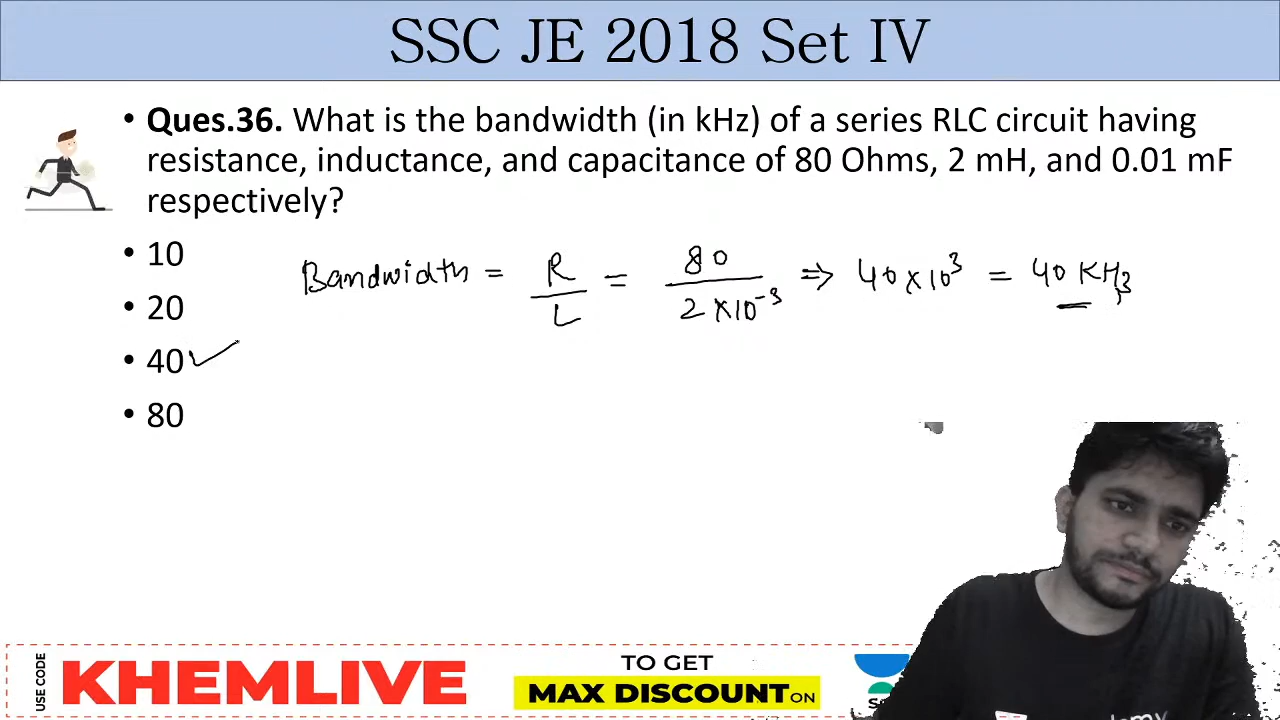 SSC JE 2018 Set IV
• Ques.36. What is the bandwidth (in kHz) of a series RLC circuit having
resistance, inductance, and capacitance of 80 Ohms, 2 mH, and 0.01 mF
respectively?
• 10
• 20
• 40 ✓
• 80
Bandwidth = R/L = 80/2×10⁻³ ⇒ 40×10³ = 40 KHz
USE CODE
KHEMLIVE
TO GET
MAX DISCOUNT ON